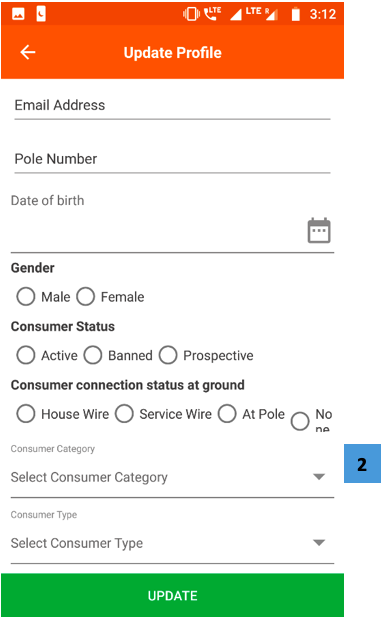 LTE LTE R 3:12
Update Profile
Email Address
Pole Number
Date of birth
Gender
Male Female
Consumer Status
Active Banned Prospective
Consumer connection status at ground
House Wire Service Wire At Pole No
ne
Consumer Category
Select Consumer Category
2
Consumer Type
Select Consumer Type
UPDATE